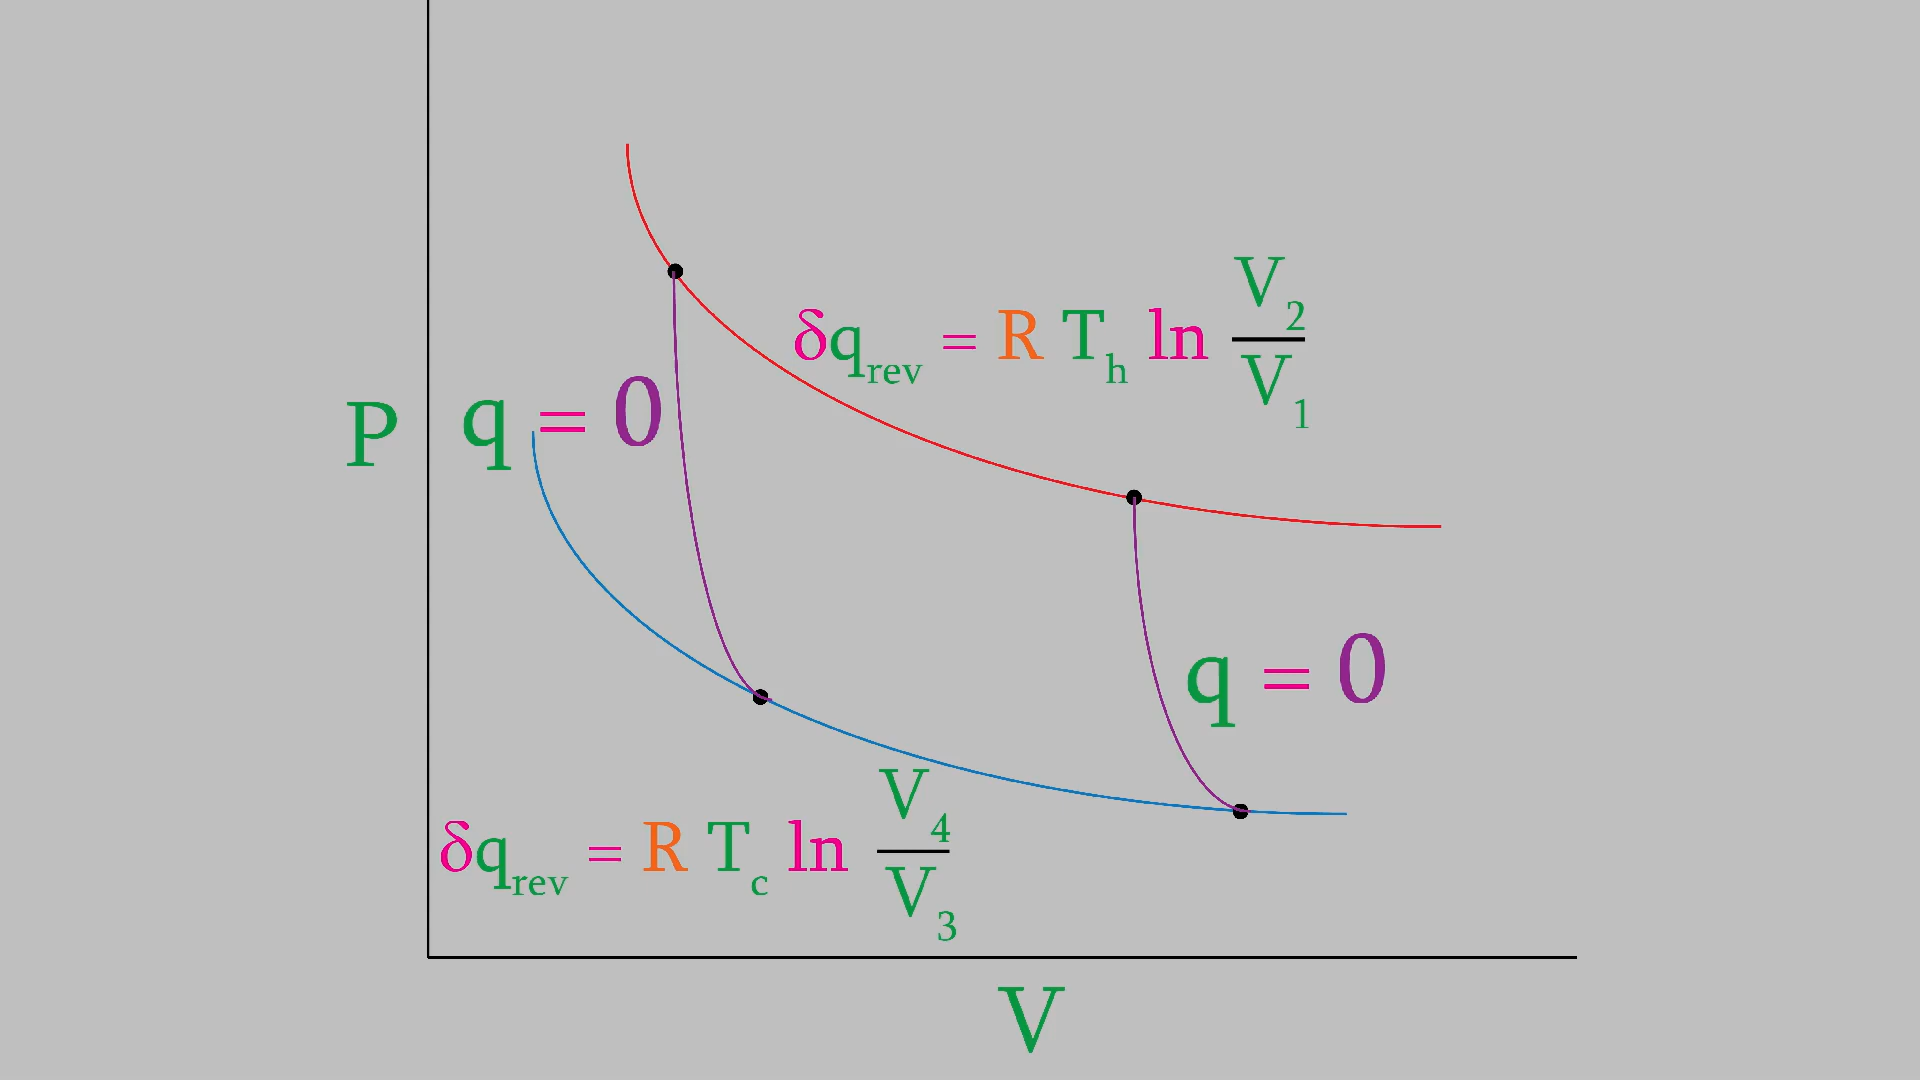 δq_rev = R T_h ln V_2/V_1
P
q = 0
q = 0
δq_rev = R T_c ln V_4/V_3
V